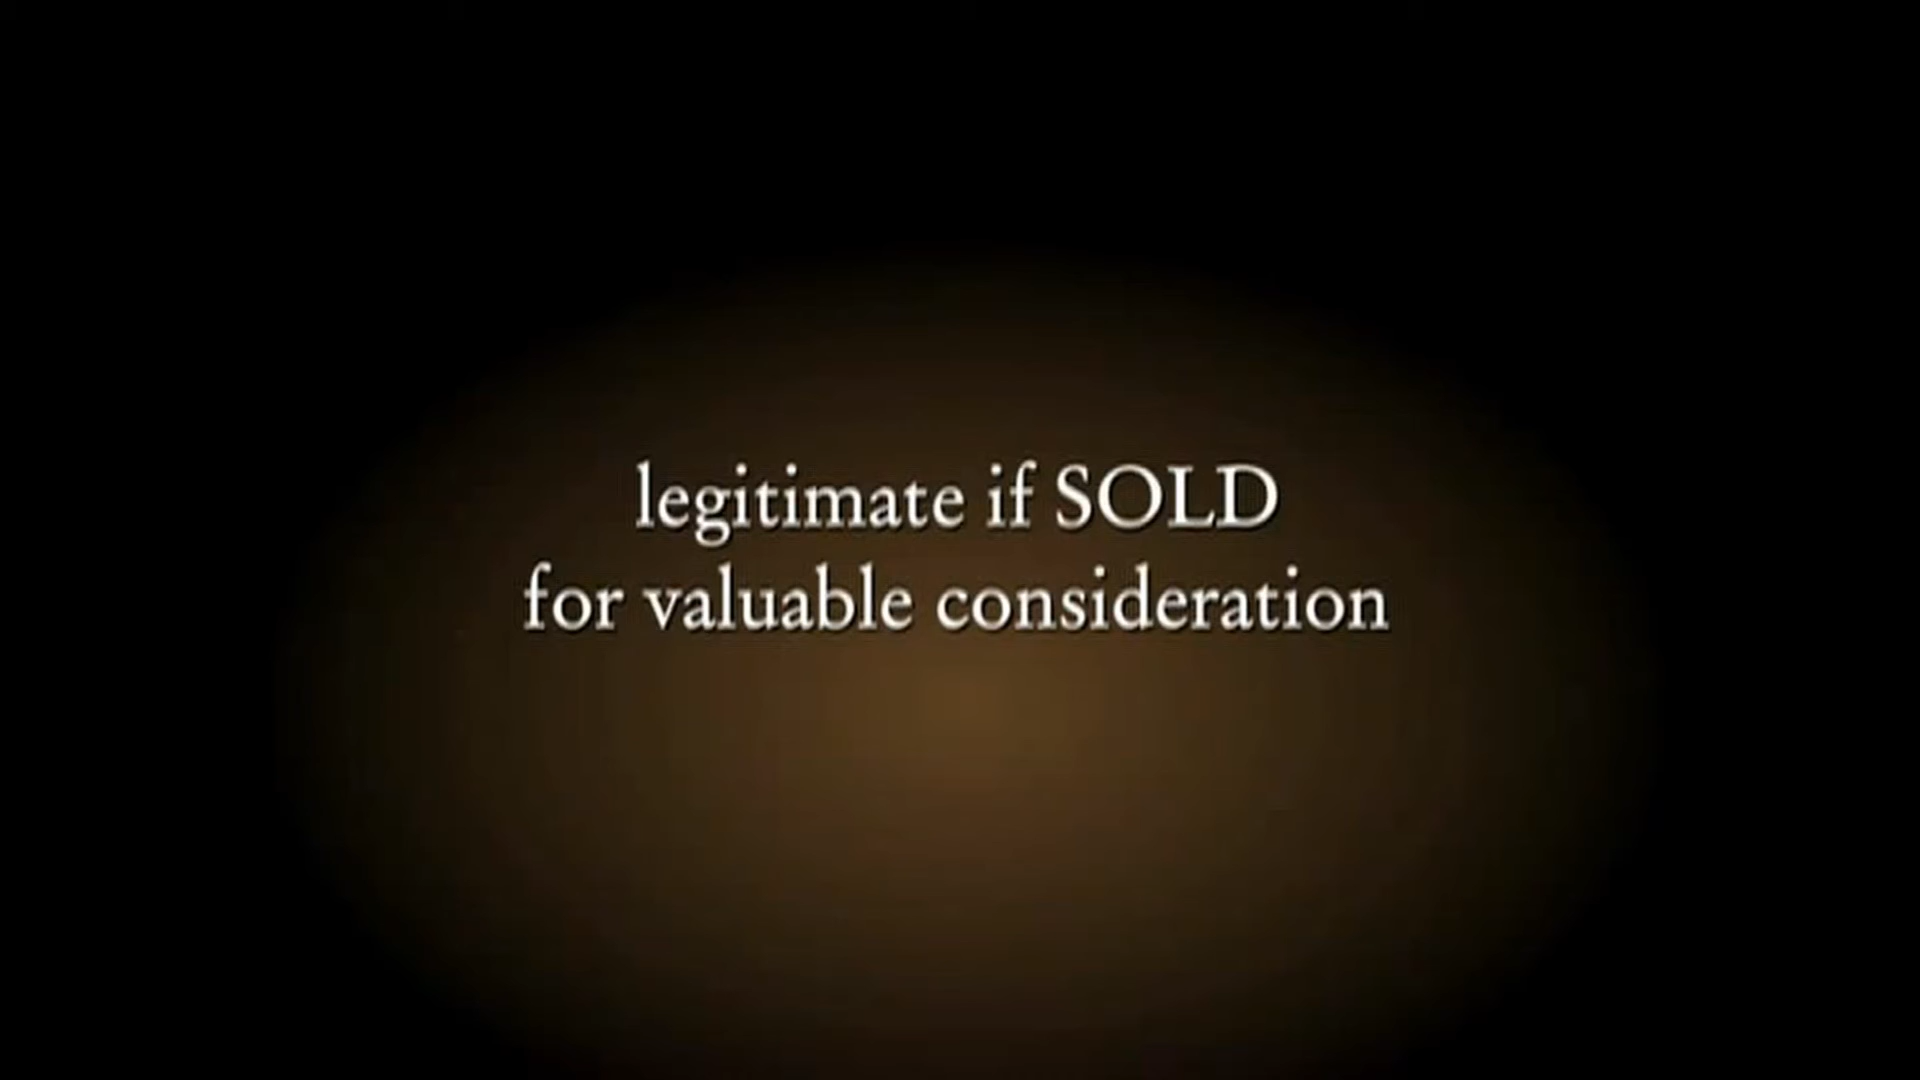 legitimate if SOLD
for valuable consideration